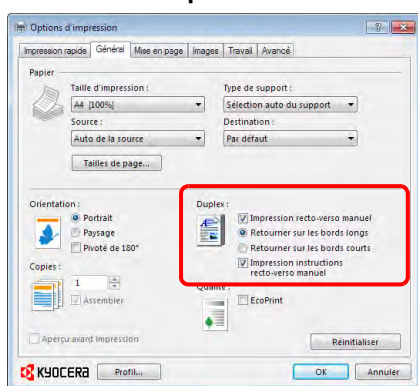 Options d'impression
Impression rapide Général Mise en page Images Travail Avancé
Papier
Taille d'impression : Type de support :
A4 [100%] Sélection auto du support
Source : Destination :
Auto de la source Par défaut
Tailles de page...
Orientation : Duplex :
Portrait Impression recto-verso manuel
Paysage Retourner sur les bords longs
Pivoté de 180° Retourner sur les bords courts
Copies : Impression instructions
recto-verso manuel
1 Qualité :
Assembler EcoPrint
Aperçu avant impression Réinitialiser
KYOCERA Profil... OK Annuler